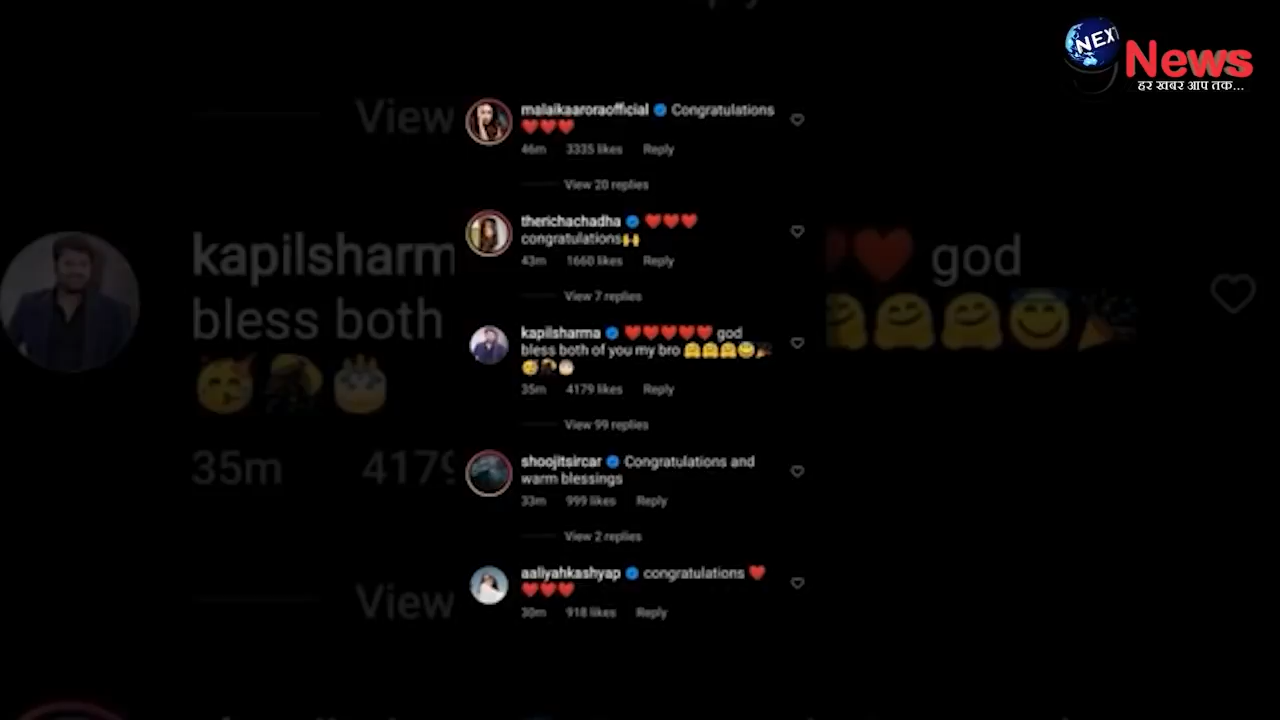 NEXT
News
हर खबर आप तक...
View
malaikaaroraofficial Congratulations
❤️❤️❤️
46m 3335 likes Reply
View 20 replies
therichachadha ❤️❤️❤️
congratulations🙌
43m 1660 likes Reply
View 7 replies
kapilsharm
god
bless both
kapilsharma ❤️❤️❤️❤️❤️ god
bless both of you my bro 🤗🤗🤗😇🎉
35m 4179 likes Reply
View 99 replies
35m 4179
shoojitsircar Congratulations and
warm blessings
33m 999 likes Reply
View 2 replies
aaliyahkashyap congratulations ❤️
❤️❤️❤️
30m 918 likes Reply
View